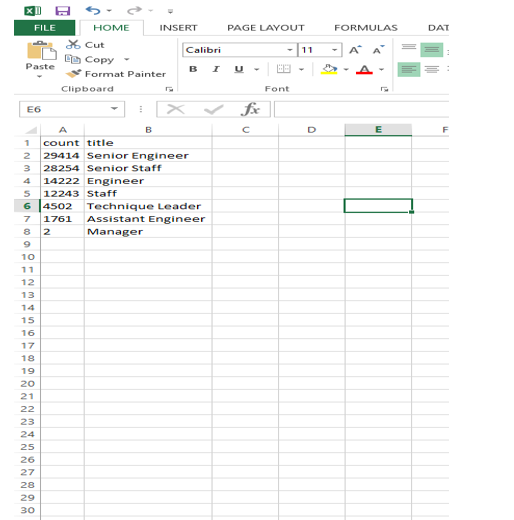 FILE HOME INSERT PAGE LAYOUT FORMULAS DAT
Cut
Copy
Format Painter
Paste
Clipboard
Calibri 11
B I U
Font
E6 fx
A B C D E F
1 count title
2 29414 Senior Engineer
3 28254 Senior Staff
4 14222 Engineer
5 12243 Staff
6 4502 Technique Leader
7 1761 Assistant Engineer
8 2 Manager
9
10
11
12
13
14
15
16
17
18
19
20
21
22
23
24
25
26
27
28
29
30